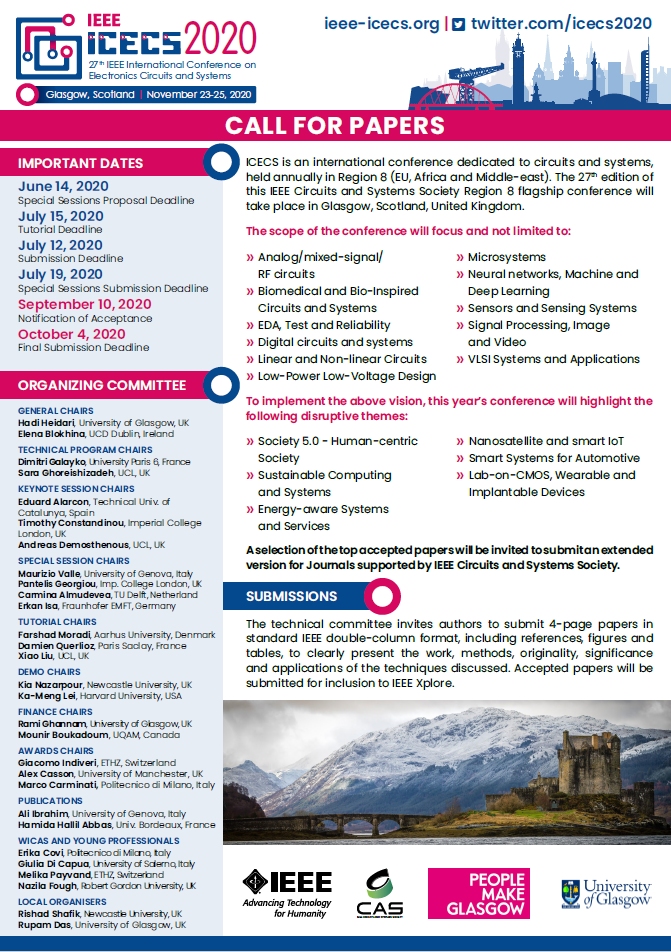 IEEE
ICECS2020
27th IEEE International Conference on
Electronics Circuits and Systems
Glasgow, Scotland | November 23-25, 2020
ieee-icecs.org | twitter.com/icecs2020
CALL FOR PAPERS
IMPORTANT DATES
June 14, 2020
Special Sessions Proposal Deadline
July 15, 2020
Tutorial Deadline
July 12, 2020
Submission Deadline
July 19, 2020
Special Sessions Submission Deadline
September 10, 2020
Notification of Acceptance
October 4, 2020
Final Submission Deadline
ORGANIZING COMMITTEE
GENERAL CHAIRS
Hadi Heidari, University of Glasgow, UK
Elena Blokhina, UCD Dublin, Ireland
TECHNICAL PROGRAM CHAIRS
Dimitri Galayko, University Paris 6, France
Sara Ghoreishizadeh, UCL, UK
KEYNOTE SESSION CHAIRS
Eduard Alarcon, Technical Univ. of
Catalunya, Spain
Timothy Constandinou, Imperial College
London, UK
Andreas Demosthenous, UCL, UK
SPECIAL SESSION CHAIRS
Maurizio Valle, University of Genova, Italy
Pantelis Georgiou, Imp. College London, UK
Carmina Almudeva, TU Delft, Netherland
Erkan Isa, Fraunhofer EMFT, Germany
TUTORIAL CHAIRS
Farshad Moradi, Aarhus University, Denmark
Damien Querlioz, Paris Saclay, France
Xiao Liu, UCL, UK
DEMO CHAIRS
Kia Nazarpour, Newcastle University, UK
Ka-Meng Lei, Harvard University, USA
FINANCE CHAIRS
Rami Ghannam, University of Glasgow, UK
Mounir Boukadoum, UQAM, Canada
AWARDS CHAIRS
Giacomo Indiveri, ETHZ, Switzerland
Alex Casson, University of Manchester, UK
Marco Carminati, Politecnico di Milano, Italy
PUBLICATIONS
Ali Ibrahim, University of Genova, Italy
Hamida Hallil Abbas, Univ. Bordeaux, France
WICAS AND YOUNG PROFESSIONALS
Erika Covi, Politecnico di Milano, Italy
Giulia Di Capua, University of Salerno, Italy
Melika Payvand, ETHZ, Switzerland
Nazila Fough, Robert Gordon University, UK
LOCAL ORGANISERS
Rishad Shafik, Newcastle University, UK
Rupam Das, University of Glasgow, UK
ICECS is an international conference dedicated to circuits and systems,
held annually in Region 8 (EU, Africa and Middle-east). The 27th edition of
this IEEE Circuits and Systems Society Region 8 flagship conference will
take place in Glasgow, Scotland, United Kingdom.
The scope of the conference will focus and not limited to:
» Analog/mixed-signal/
RF circuits
» Biomedical and Bio-Inspired
Circuits and Systems
» EDA, Test and Reliability
» Digital circuits and systems
» Linear and Non-linear Circuits
» Low-Power Low-Voltage Design
» Microsystems
» Neural networks, Machine and
Deep Learning
» Sensors and Sensing Systems
» Signal Processing, Image
and Video
» VLSI Systems and Applications
To implement the above vision, this year's conference will highlight the
following disruptive themes:
» Society 5.0 - Human-centric
Society
» Sustainable Computing
and Systems
» Energy-aware Systems
and Services
» Nanosatellite and smart IoT
» Smart Systems for Automotive
» Lab-on-CMOS, Wearable and
Implantable Devices
A selection of the top accepted papers will be invited to submit an extended
version for Journals supported by IEEE Circuits and Systems Society.
SUBMISSIONS
The technical committee invites authors to submit 4-page papers in
standard IEEE double-column format, including references, figures and
tables, to clearly present the work, methods, originality, significance
and applications of the techniques discussed. Accepted papers will be
submitted for inclusion to IEEE Xplore.
IEEE
Advancing Technology
for Humanity
CAS
PEOPLE
MAKE
GLASGOW
University
of Glasgow